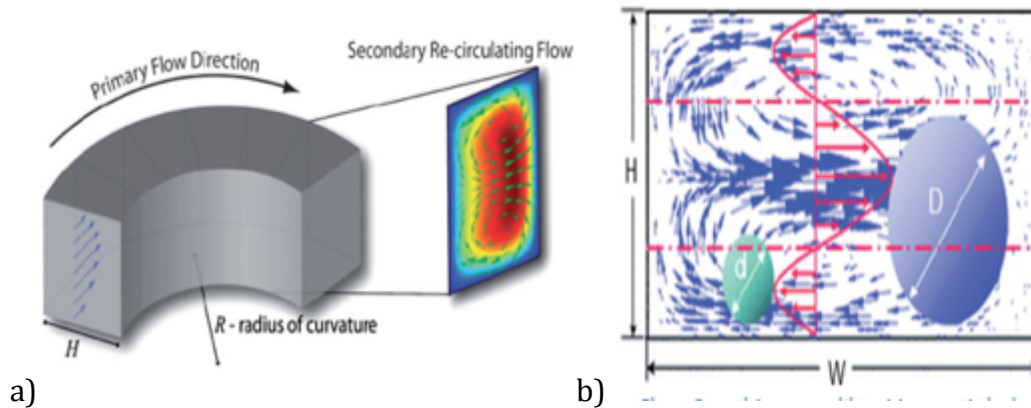 Primary Flow Direction
Secondary Re-circulating Flow
R - radius of curvature
H
a)
H
D
d
W
b)